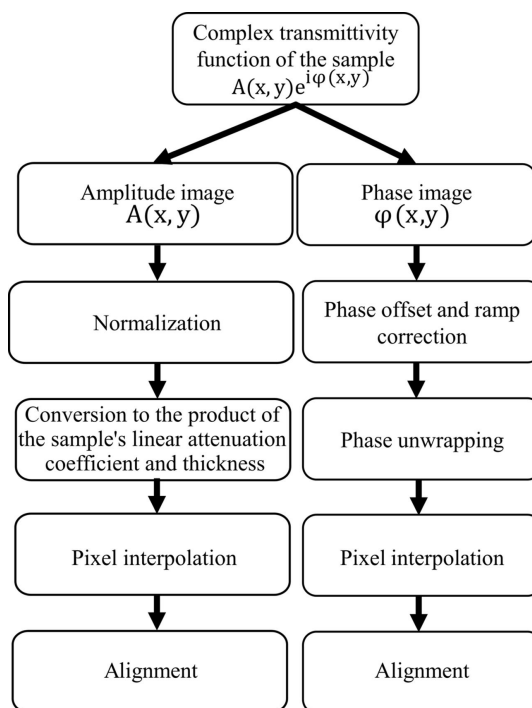 Complex transmittivity
function of the sample
A(x, y)e^{iφ(x,y)}
Amplitude image
A(x, y)
Phase image
φ(x,y)
Normalization
Phase offset and ramp
correction
Conversion to the product of
the sample's linear attenuation
coefficient and thickness
Phase unwrapping
Pixel interpolation
Pixel interpolation
Alignment
Alignment